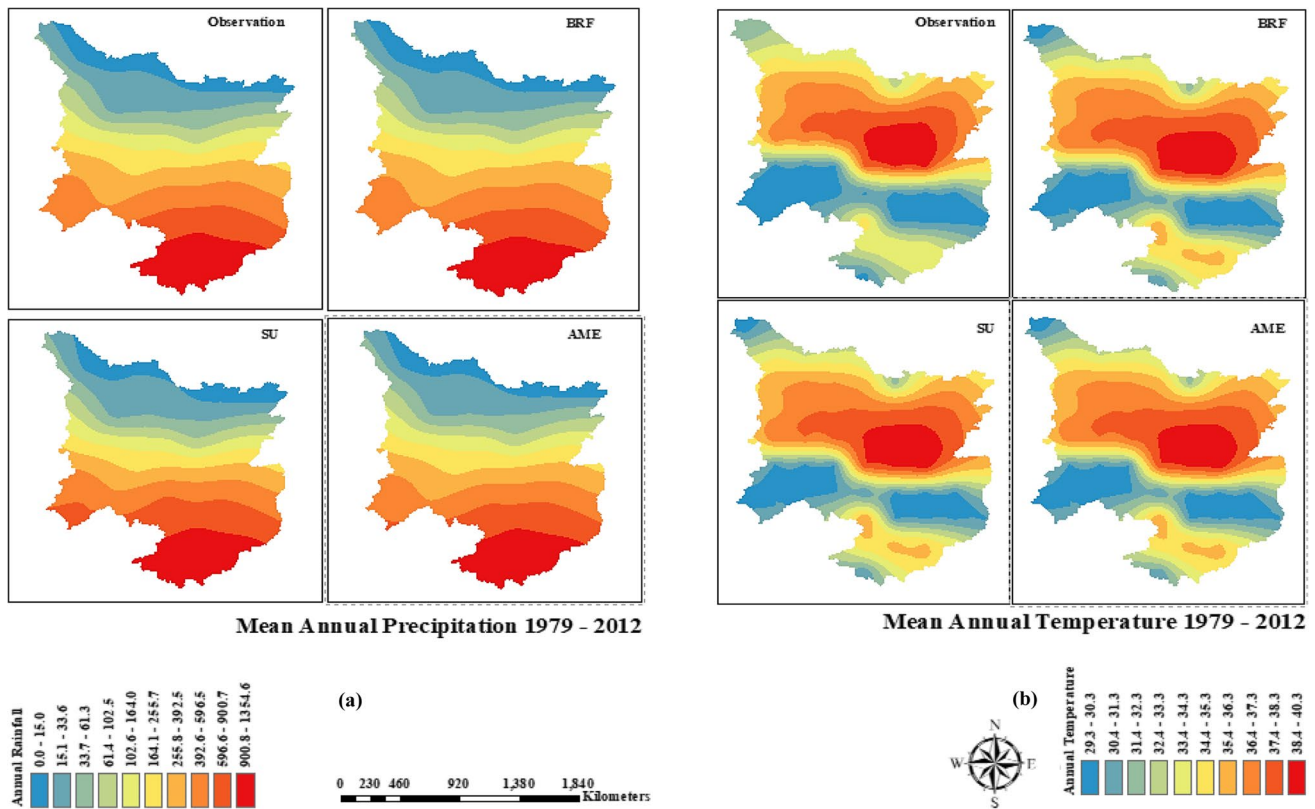 Observation
BRF
SU
AME
Mean Annual Precipitation 1979 - 2012
Annual Rainfall
0.0 - 15.0
15.1 - 33.6
33.7 - 61.3
61.4 - 102.5
102.6 - 164.0
164.1 - 255.7
255.8 - 392.5
392.6 - 596.5
596.6 - 900.7
900.8 - 1354.6
(a)
0 230 460 920 1,380 1,840
Kilometers
Observation
BRF
SU
AME
Mean Annual Temperature 1979 - 2012
N
W E
S
(b)
Annual Temperature
29.3 - 30.3
30.4 - 31.3
31.4 - 32.3
32.4 - 33.3
33.4 - 34.3
34.4 - 35.3
35.4 - 36.3
36.4 - 37.3
37.4 - 38.3
38.4 - 40.3